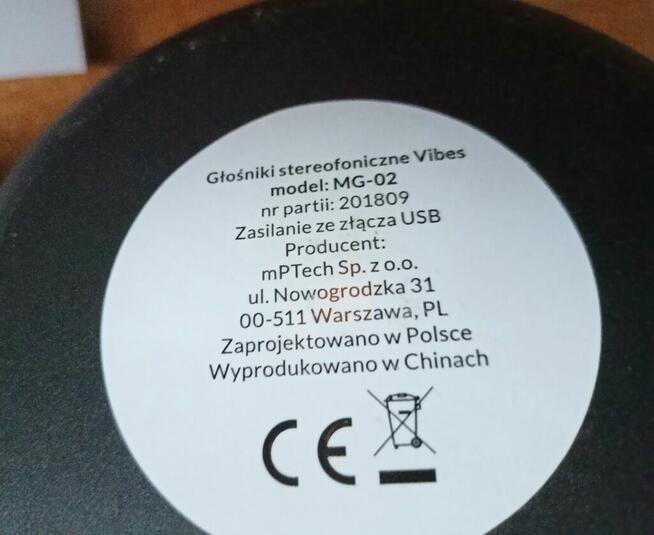 Głośniki stereofoniczne Vibes
model: MG-02
nr partii: 201809
Zasilanie ze złącza USB
Producent:
mPTech Sp. z o.o.
ul. Nowogrodzka 31
00-511 Warszawa, PL
Zaprojektowano w Polsce
Wyprodukowano w Chinach
CE